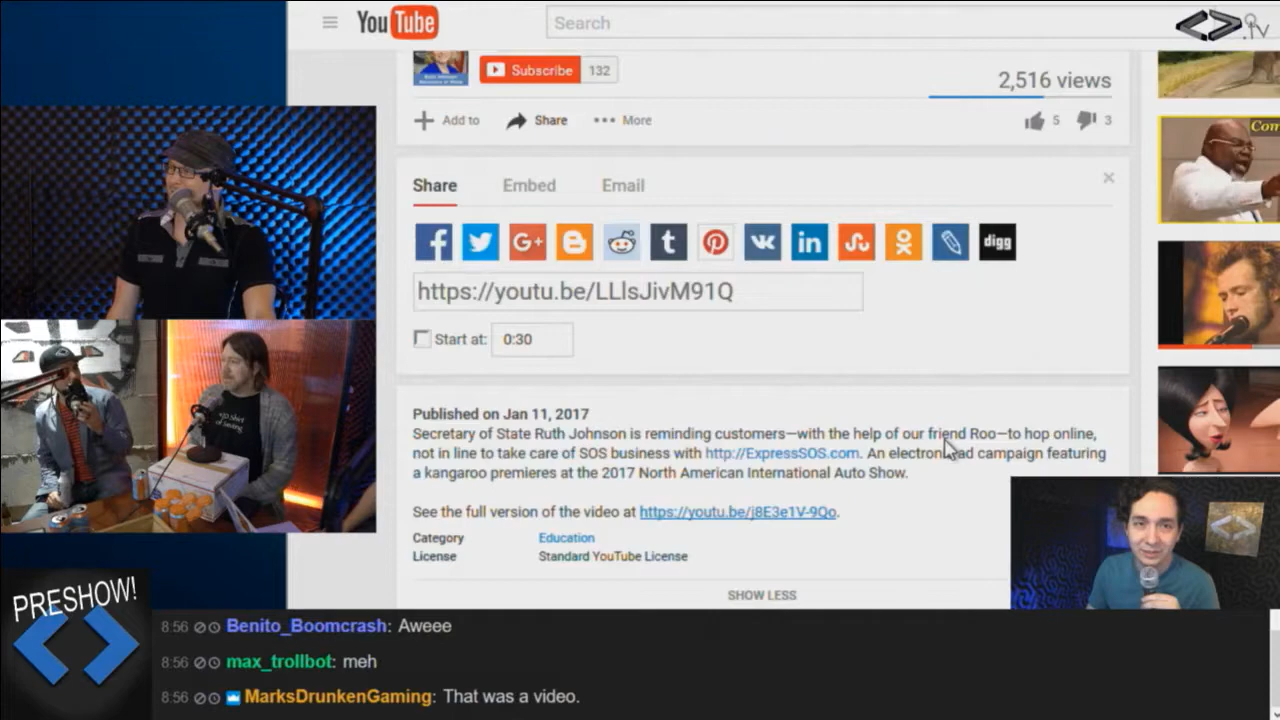 YouTube
Search
.tv
Subscribe 132
2,516 views
Add to Share More
5 3
Com
Share Embed Email
digg
https://youtu.be/LLlsJivM91Q
Start at: 0:30
Published on Jan 11, 2017
Secretary of State Ruth Johnson is reminding customers—with the help of our friend Roo—to hop online,
not in line to take care of SOS business with http://ExpressSOS.com. An electronic ad campaign featuring
a kangaroo premieres at the 2017 North American International Auto Show.
See the full version of the video at https://youtu.be/j8E3e1V-9Qo.
Category Education
License Standard YouTube License
SHOW LESS
PRESHOW!
8:56 Benito_Boomcrash: Aweee
8:56 max_trollbot: meh
8:56 MarksDrunkenGaming: That was a video.